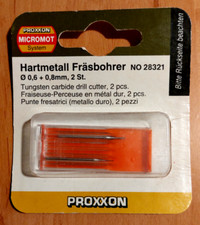 PROXXON
MICROMOT
System
Bitte Rückseite beachten
Hartmetall Fräsbohrer NO 28321
Ø 0,6 + 0,8mm, 2 St.
Tungsten carbide drill cutter, 2 pcs.
Fraiseuse-Perceuse en métal dur, 2 pcs.
Punte fresatrici (metallo duro), 2 pezzi
PROXXON